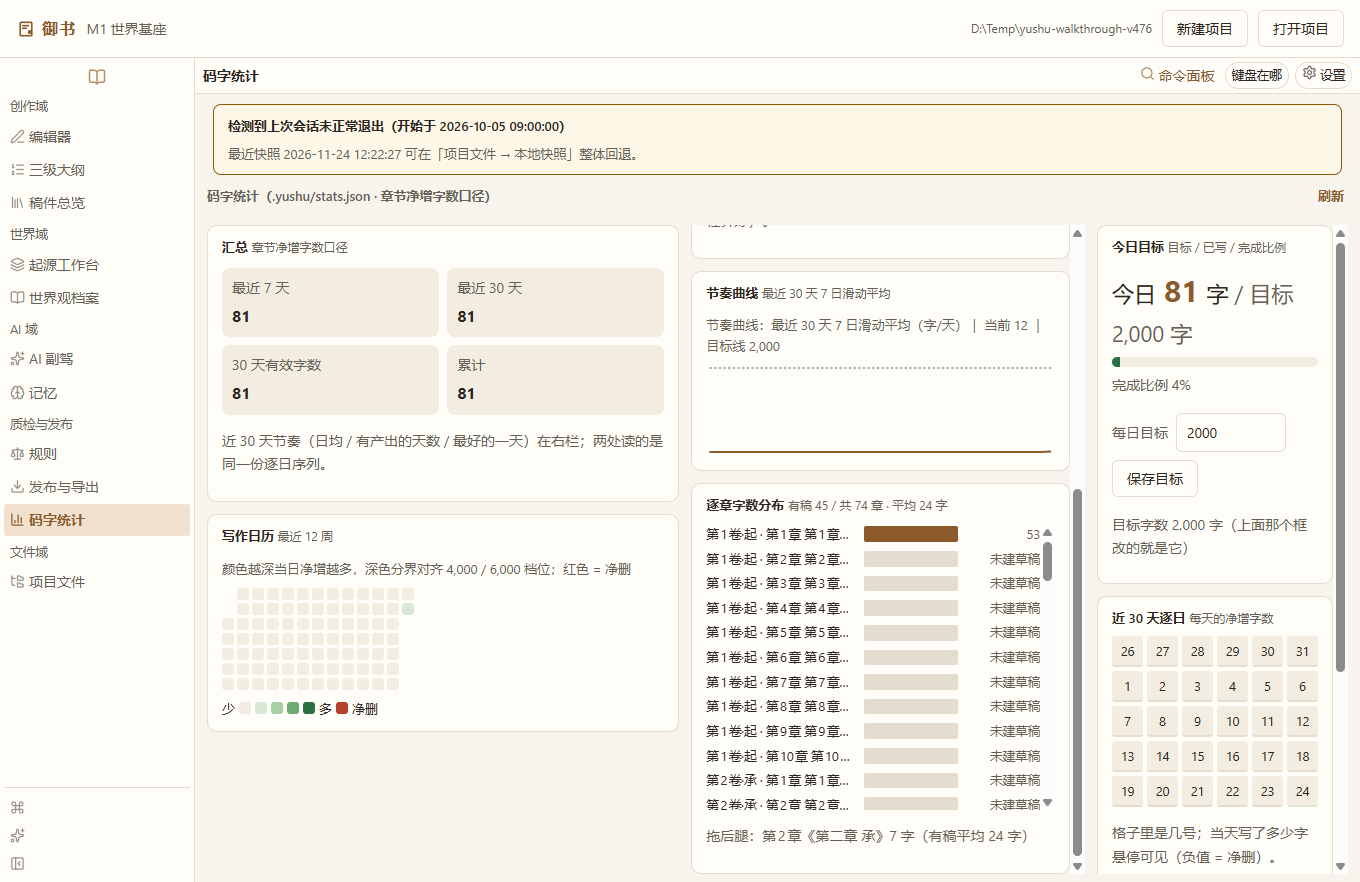 御书 M1 世界基座
D:\Temp\yushu-walkthrough-v476 新建项目 打开项目
创作域
编辑器
三级大纲
稿件总览
世界域
起源工作台
世界观档案
AI 域
AI 副驾
记忆
质检与发布
规则
发布与导出
码字统计
文件域
项目文件
码字统计
命令面板 键盘在哪 设置
检测到上次会话未正常退出（开始于 2026-10-05 09:00:00）
最近快照 2026-11-24 12:22:27 可在「项目文件 → 本地快照」整体回退。
码字统计（.yushu/stats.json · 章节净增字数口径）
刷新
汇总 章节净增字数口径
最近 7 天
81
最近 30 天
81
30 天有效字数
81
累计
81
近 30 天节奏（日均 / 有产出的天数 / 最好的一天）在右栏；两处读的是
同一份逐日序列。
写作日历 最近 12 周
颜色越深当日净增越多，深色分界对齐 4,000 / 6,000 档位；红色 = 净删
少 多 净删
节奏曲线 最近 30 天 7 日滑动平均
节奏曲线：最近 30 天 7 日滑动平均（字/天）｜ 当前 12 ｜
目标线 2,000
逐章字数分布 有稿 45 / 共 74 章 · 平均 24 字
第1卷起 · 第1章 第1章... 53
第1卷起 · 第2章 第2章... 未建草稿
第1卷起 · 第3章 第3章... 未建草稿
第1卷起 · 第4章 第4章... 未建草稿
第1卷起 · 第5章 第5章... 未建草稿
第1卷起 · 第6章 第6章... 未建草稿
第1卷起 · 第7章 第7章... 未建草稿
第1卷起 · 第8章 第8章... 未建草稿
第1卷起 · 第9章 第9章... 未建草稿
第1卷起 · 第10章 第10... 未建草稿
第2卷承 · 第1章 第1章... 未建草稿
第2卷承 · 第2章 第2章... 未建草稿
拖后腿：第2章《第二章 承》7 字（有稿平均 24 字）
今日目标 目标 / 已写 / 完成比例
今日 81 字 / 目标
2,000 字
完成比例 4%
每日目标 2000
保存目标
目标字数 2,000 字（上面那个框
改的就是它）
近 30 天逐日 每天的净增字数
26 27 28 29 30 31
1 2 3 4 5 6
7 8 9 10 11 12
13 14 15 16 17 18
19 20 21 22 23 24
格子里是几号；当天写了多少字
悬停可见（负值 = 净删）。